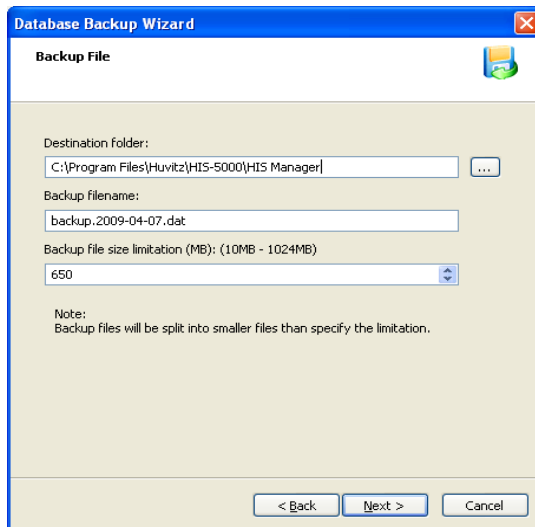 Database Backup Wizard
Backup File
Destination folder:
C:\Program Files\Huvitz\HIS-5000\HIS Manager
...
Backup filename:
backup.2009-04-07.dat
Backup file size limitation (MB): (10MB - 1024MB)
650
Note:
Backup files will be split into smaller files than specify the limitation.
< Back
Next >
Cancel